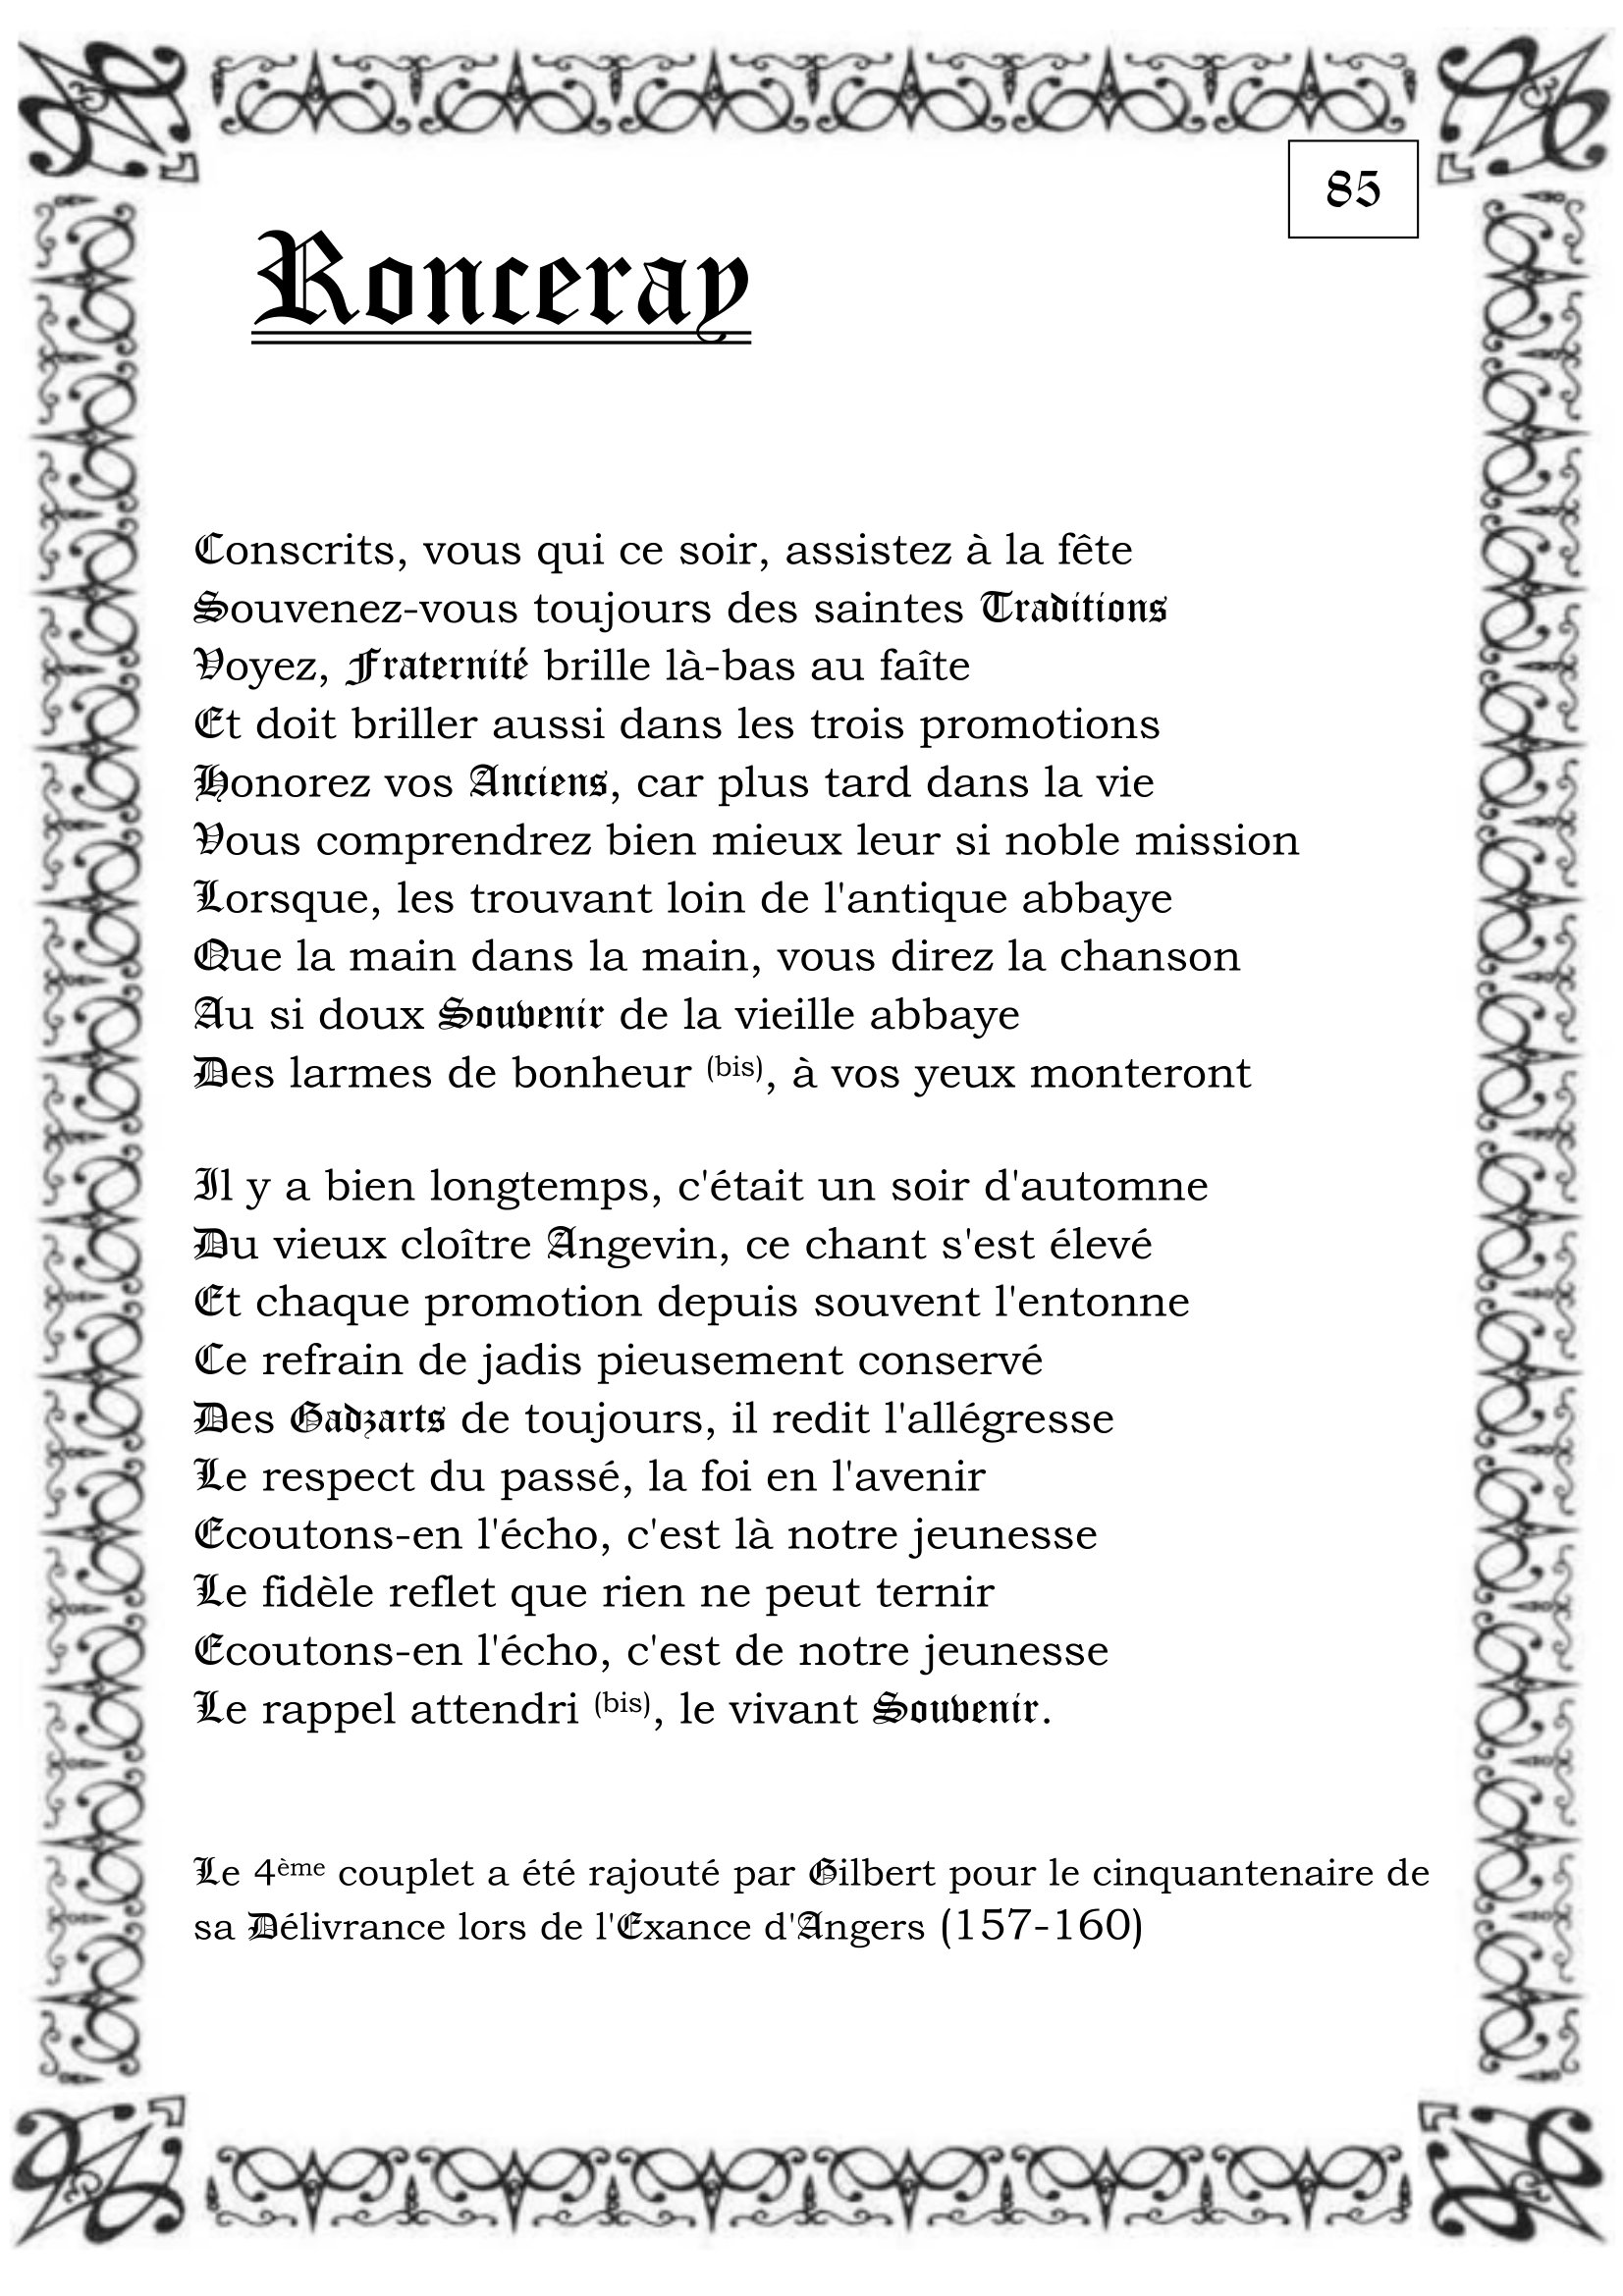 85
Ronceray
Conscrits, vous qui ce soir, assistez à la fête
Souvenez-vous toujours des saintes Traditions
Voyez, Fraternité brille là-bas au faîte
Et doit briller aussi dans les trois promotions
Honorez vos Anciens, car plus tard dans la vie
Vous comprendrez bien mieux leur si noble mission
Lorsque, les trouvant loin de l'antique abbaye
Que la main dans la main, vous direz la chanson
Au si doux Souvenir de la vieille abbaye
Des larmes de bonheur (bis), à vos yeux monteront
Il y a bien longtemps, c'était un soir d'automne
Du vieux cloître Angevin, ce chant s'est élevé
Et chaque promotion depuis souvent l'entonne
Ce refrain de jadis pieusement conservé
Des Gadzarts de toujours, il redit l'allégresse
Le respect du passé, la foi en l'avenir
Ecoutons-en l'écho, c'est là notre jeunesse
Le fidèle reflet que rien ne peut ternir
Ecoutons-en l'écho, c'est de notre jeunesse
Le rappel attendri (bis), le vivant Souvenir.
Le 4ème couplet a été rajouté par Gilbert pour le cinquantenaire de
sa Délivrance lors de l'Exance d'Angers (157-160)